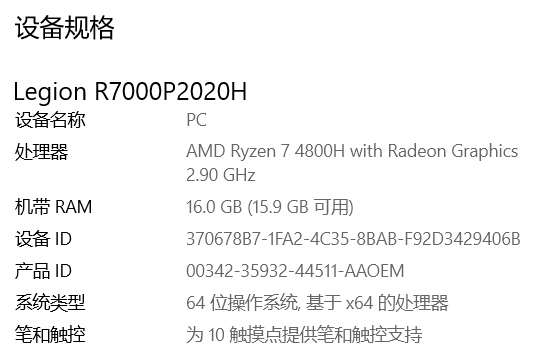 设备规格
Legion R7000P2020H
设备名称 PC
处理器 AMD Ryzen 7 4800H with Radeon Graphics
2.90 GHz
机带 RAM 16.0 GB (15.9 GB 可用)
设备 ID 370678B7-1FA2-4C35-8BAB-F92D3429406B
产品 ID 00342-35932-44511-AAOEM
系统类型 64 位操作系统, 基于 x64 的处理器
笔和触控 为 10 触摸点提供笔和触控支持